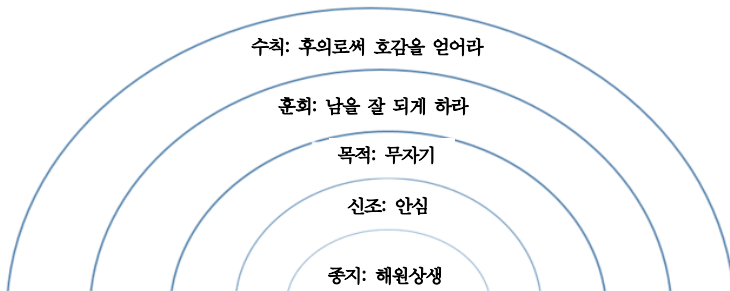 수칙: 후의로써 호감을 얻어라
훈회: 남을 잘 되게 하라
목적: 무자기
신조: 안심
종지: 해원상생